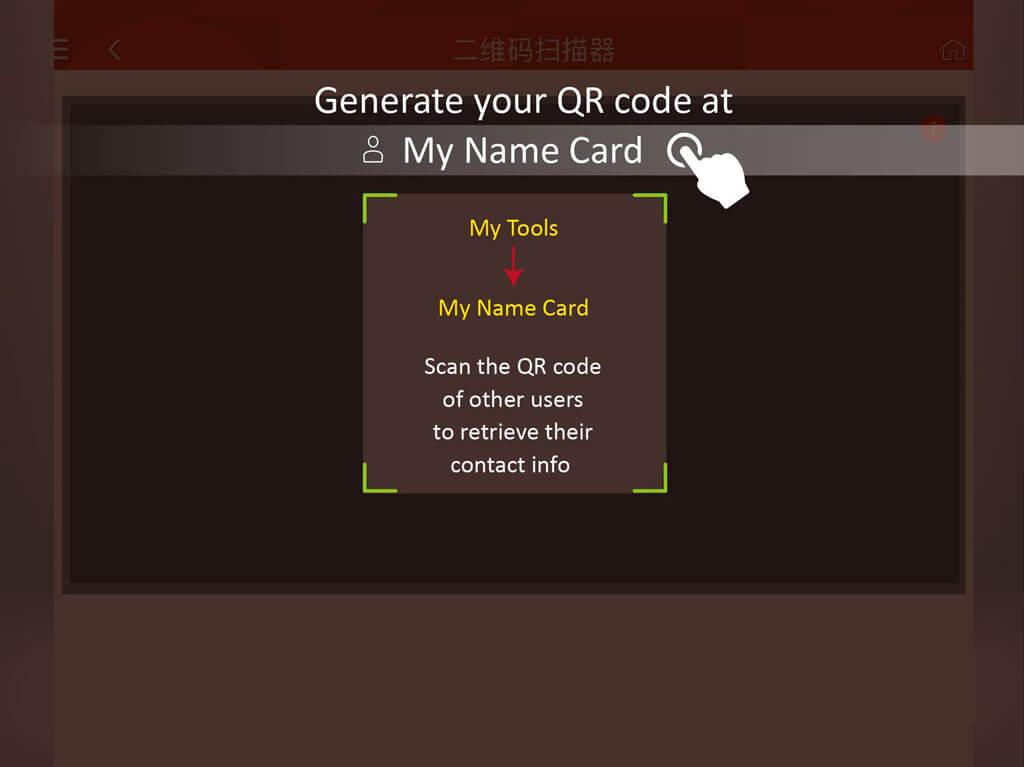 二维码扫描器
Generate your QR code at
My Name Card
?
My Tools
My Name Card
Scan the QR code
of other users
to retrieve their
contact info